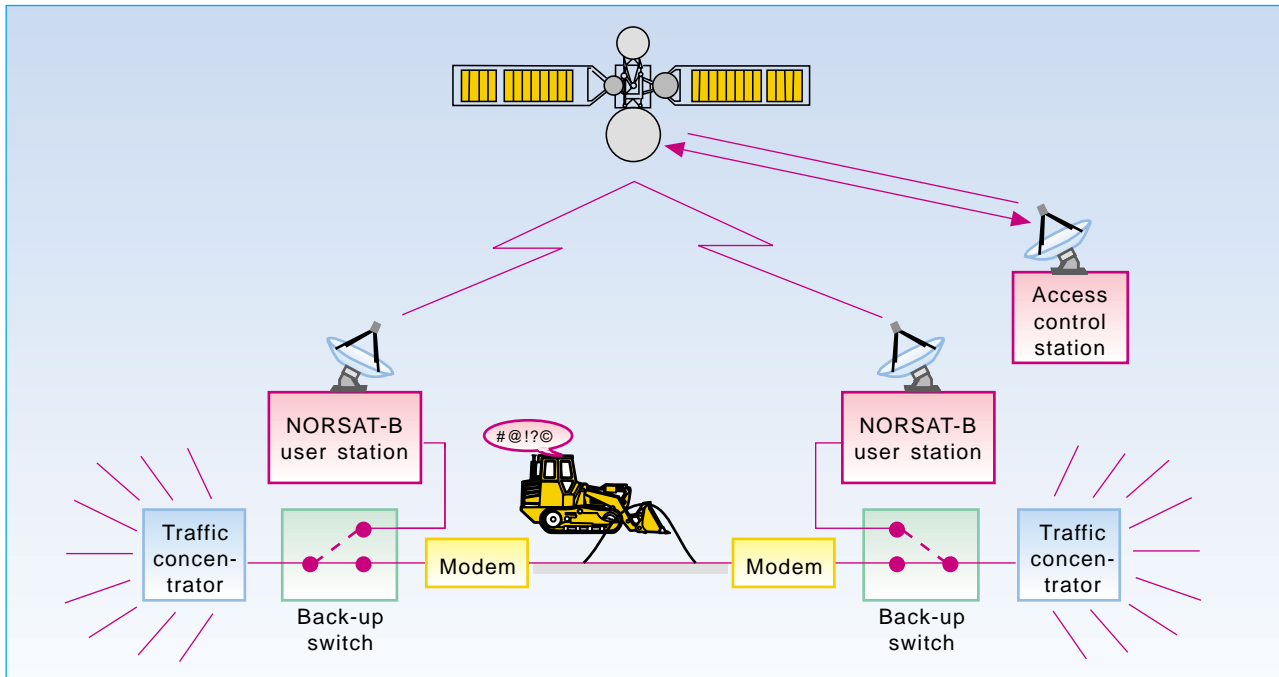 Access
control
station
NORSAT-B
user station
#@!?©
NORSAT-B
user station
Traffic
concen-
trator
Back-up
switch
Modem
Modem
Back-up
switch
Traffic
concen-
trator